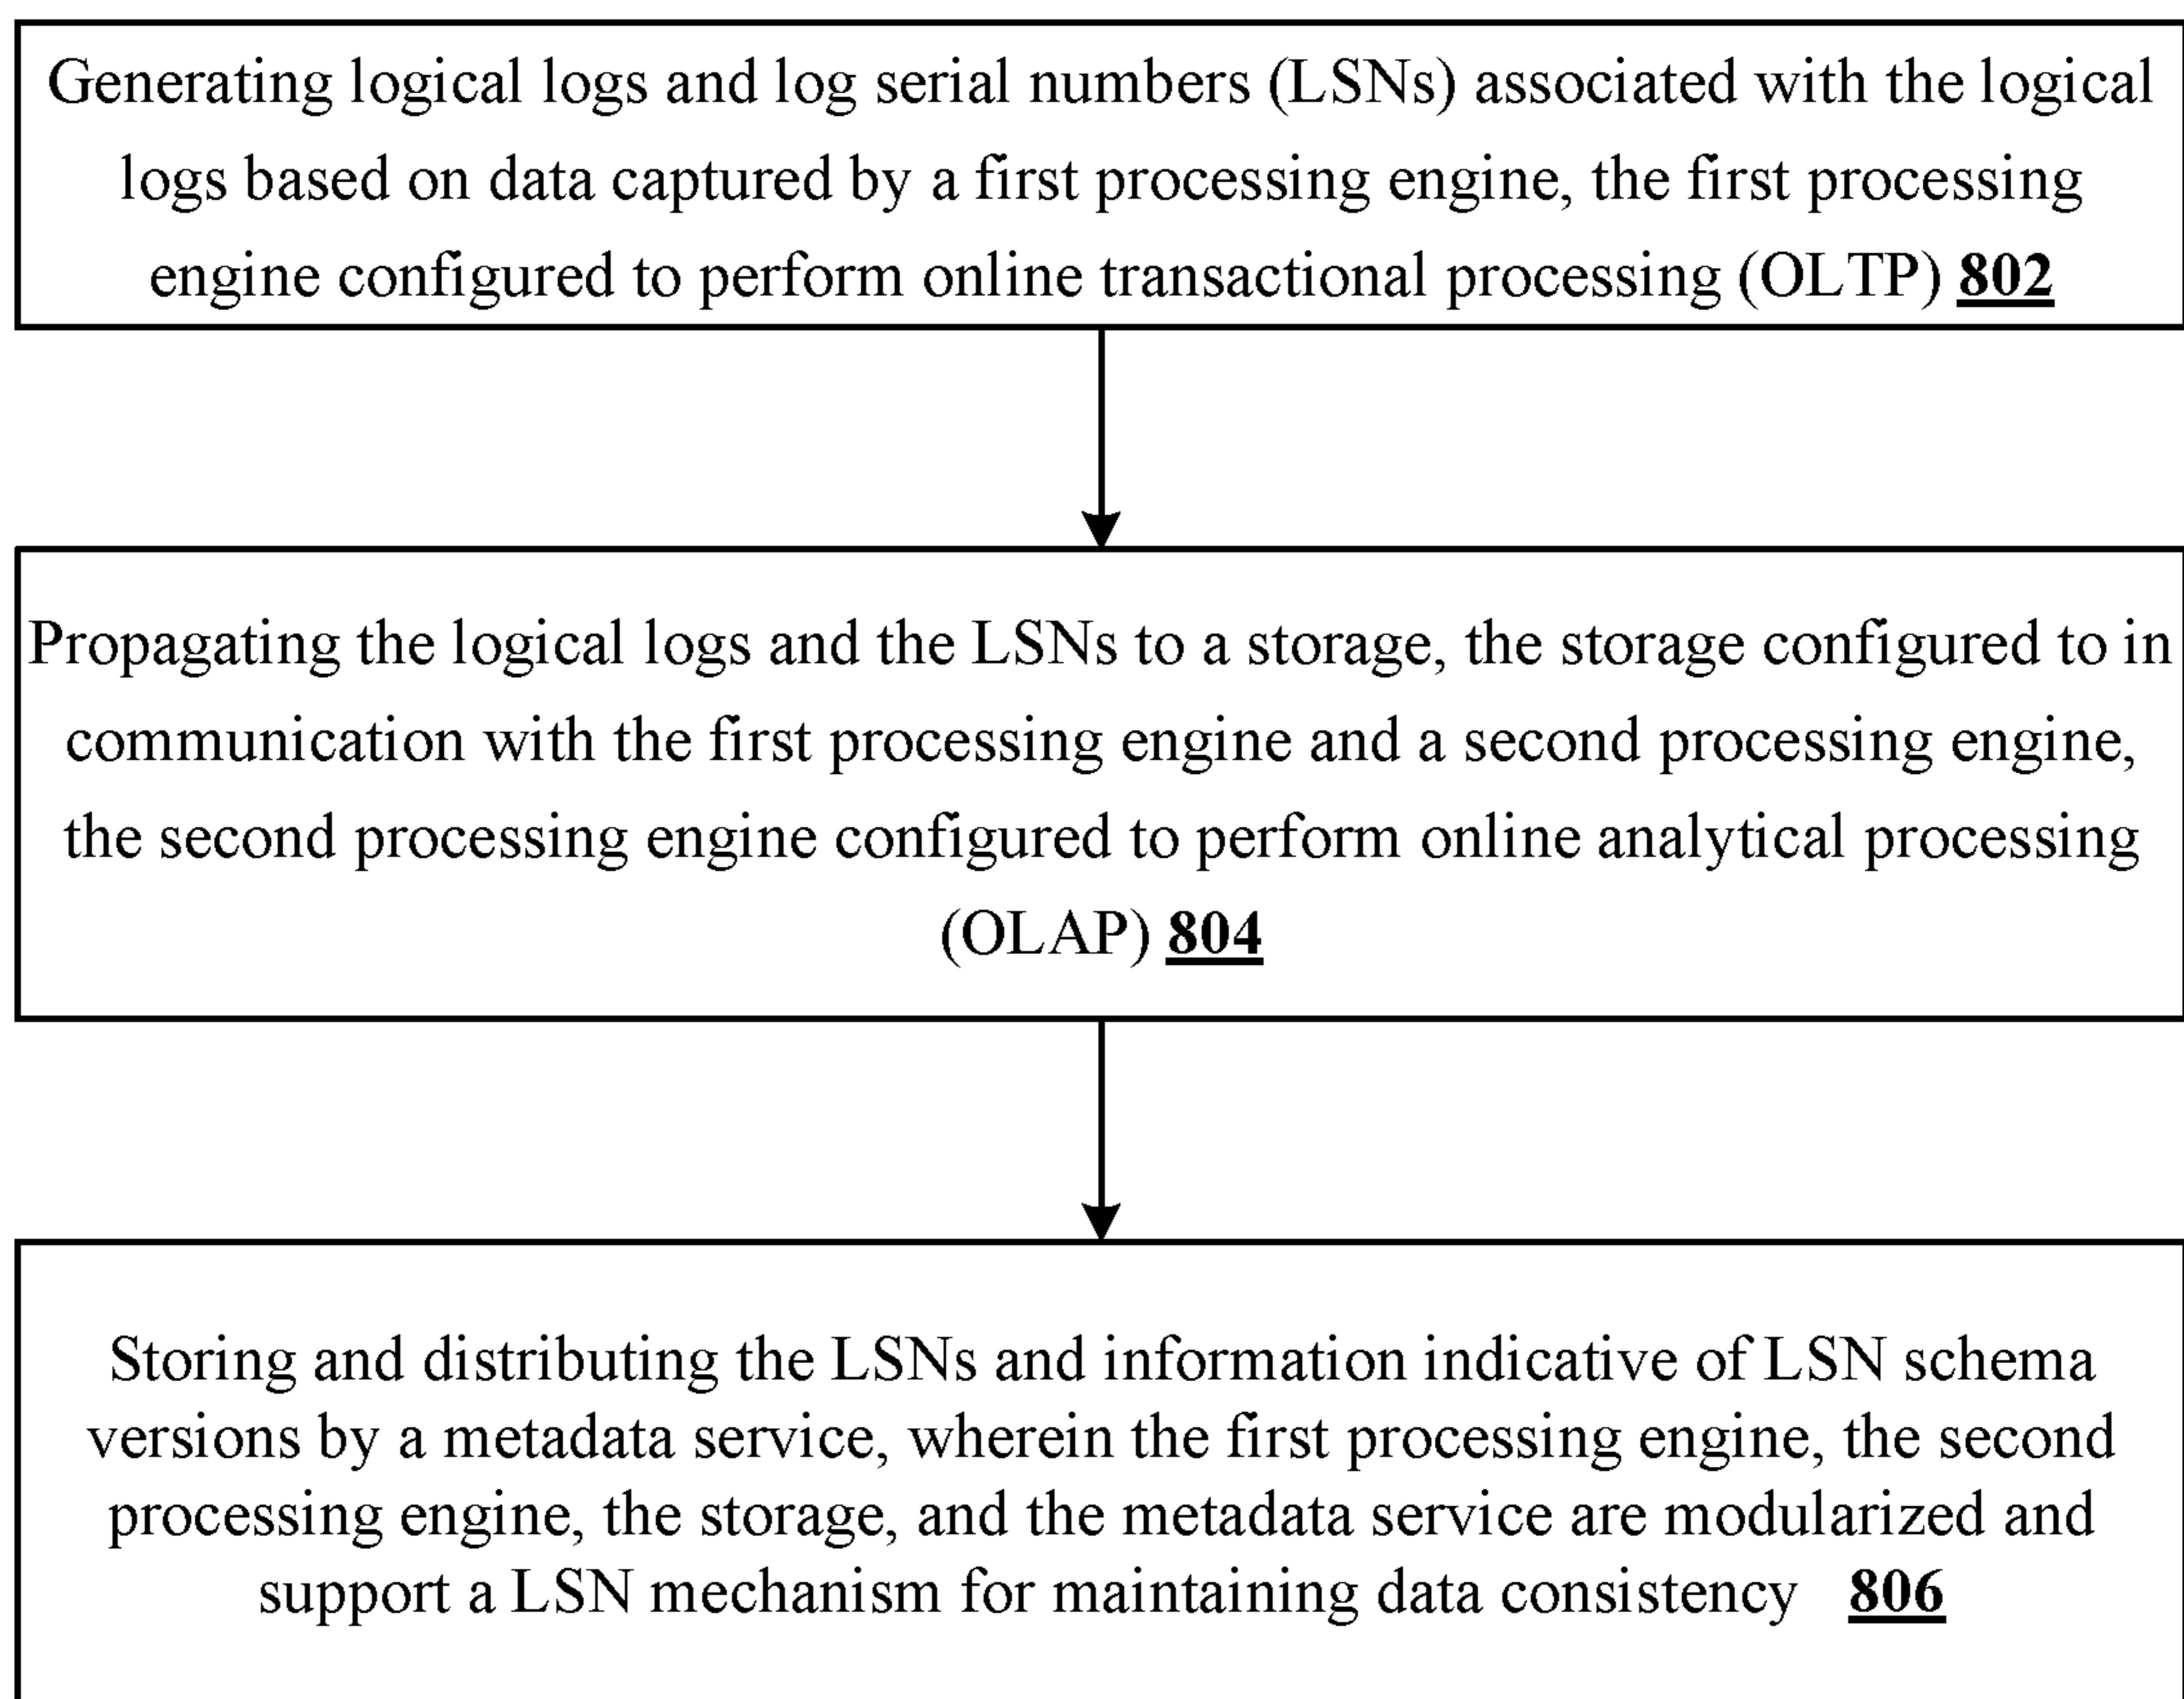 Generating logical logs and log serial numbers (LSNs) associated with the logical
logs based on data captured by a first processing engine, the first processing
engine configured to perform online transactional processing (OLTP) 802
Propagating the logical logs and the LSNs to a storage, the storage configured to in
communication with the first processing engine and a second processing engine,
the second processing engine configured to perform online analytical processing
(OLAP) 804
Storing and distributing the LSNs and information indicative of LSN schema
versions by a metadata service, wherein the first processing engine, the second
processing engine, the storage, and the metadata service are modularized and
support a LSN mechanism for maintaining data consistency 806